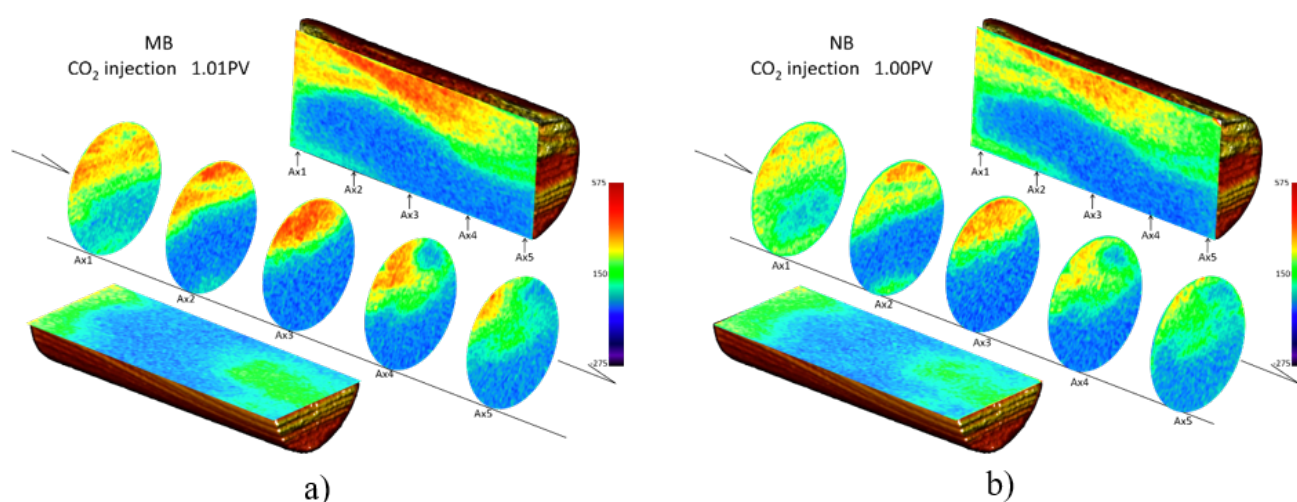 MB
CO₂ injection 1.01PV
Ax1
Ax2
Ax3
Ax4
Ax5
575
150
-275
Ax1
Ax2
Ax3
Ax4
Ax5
a)
NB
CO₂ injection 1.00PV
Ax1
Ax2
Ax3
Ax4
Ax5
575
150
-275
Ax1
Ax2
Ax3
Ax4
Ax5
b)